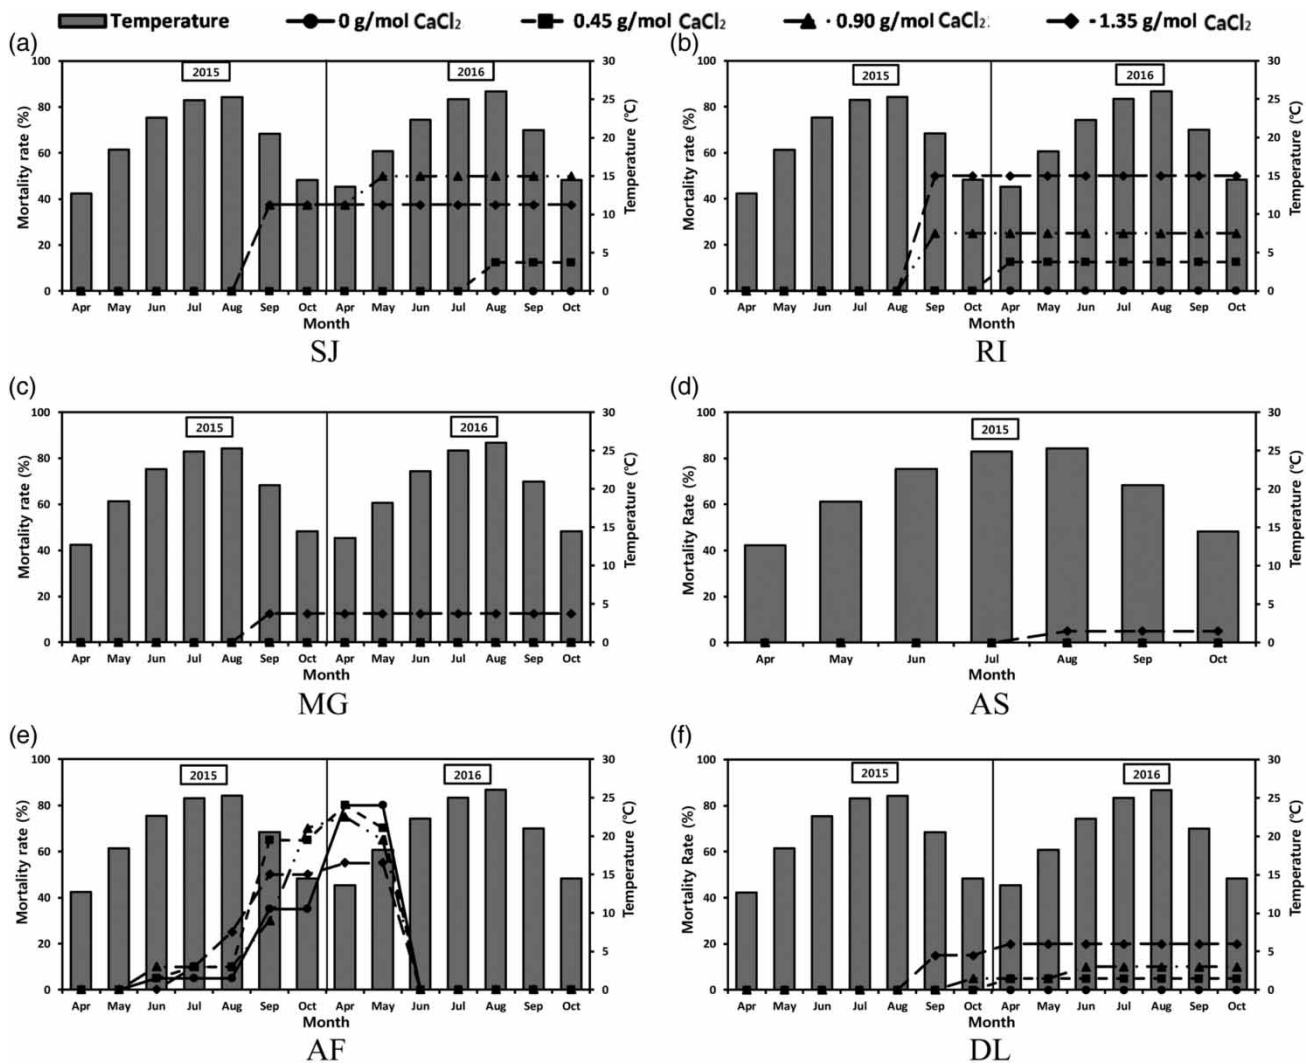 Temperature 0 g/mol CaCl2 0.45 g/mol CaCl2 0.90 g/mol CaCl2 1.35 g/mol CaCl2
(a) (b)
100 80 60 40 20 0
Mortality rate (%)
2015 2016
30 25 20 15 10 5 0
Temperature (℃)
Apr May Jun Jul Aug Sep Oct Apr May Jun Jul Aug Sep Oct
Month
SJ
100 80 60 40 20 0
Mortality rate (%)
2015 2016
30 25 20 15 10 5 0
Temperature (℃)
Apr May Jun Jul Aug Sep Oct Apr May Jun Jul Aug Sep Oct
Month
RI
(c) (d)
100 80 60 40 20 0
Mortality rate (%)
2015 2016
30 25 20 15 10 5 0
Temperature (℃)
Apr May Jun Jul Aug Sep Oct Apr May Jun Jul Aug Sep Oct
Month
MG
100 80 60 40 20 0
Mortality Rate (%)
2015
30 25 20 15 10 5 0
Temperature (℃)
Apr May Jun Jul Aug Sep Oct
Month
AS
(e) (f)
100 80 60 40 20 0
Mortality rate (%)
2015 2016
30 25 20 15 10 5 0
Temperature (℃)
Apr May Jun Jul Aug Sep Oct Apr May Jun Jul Aug Sep Oct
Month
AF
100 80 60 40 20 0
Mortality Rate (%)
2015 2016
30 25 20 15 10 5 0
Temperature (℃)
Apr May Jun Jul Aug Sep Oct Apr May Jun Jul Aug Sep Oct
Month
DL